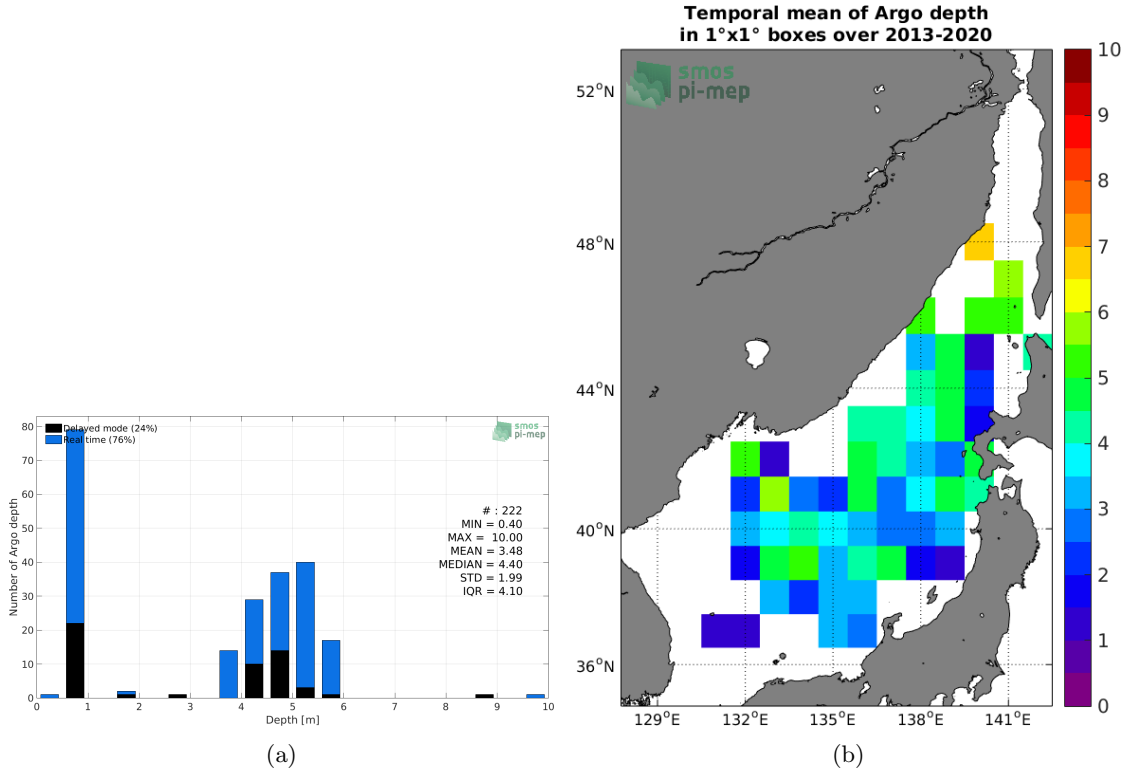 Temporal mean of Argo depth
in 1°x1° boxes over 2013-2020
smos
pi-mep
52°N
48°N
44°N
40°N
36°N
129°E
132°E
135°E
138°E
141°E
10
9
8
7
6
5
4
3
2
1
0
Delayed mode (24%)
Real time (76%)
smos
pi-mep
# : 222
MIN = 0.40
MAX = 10.00
MEAN = 3.48
MEDIAN = 4.40
STD = 1.99
IQR = 4.10
Number of Argo depth
80
70
60
50
40
30
20
10
0
0 1 2 3 4 5 6 7 8 9 10
Depth [m]
(a)
(b)